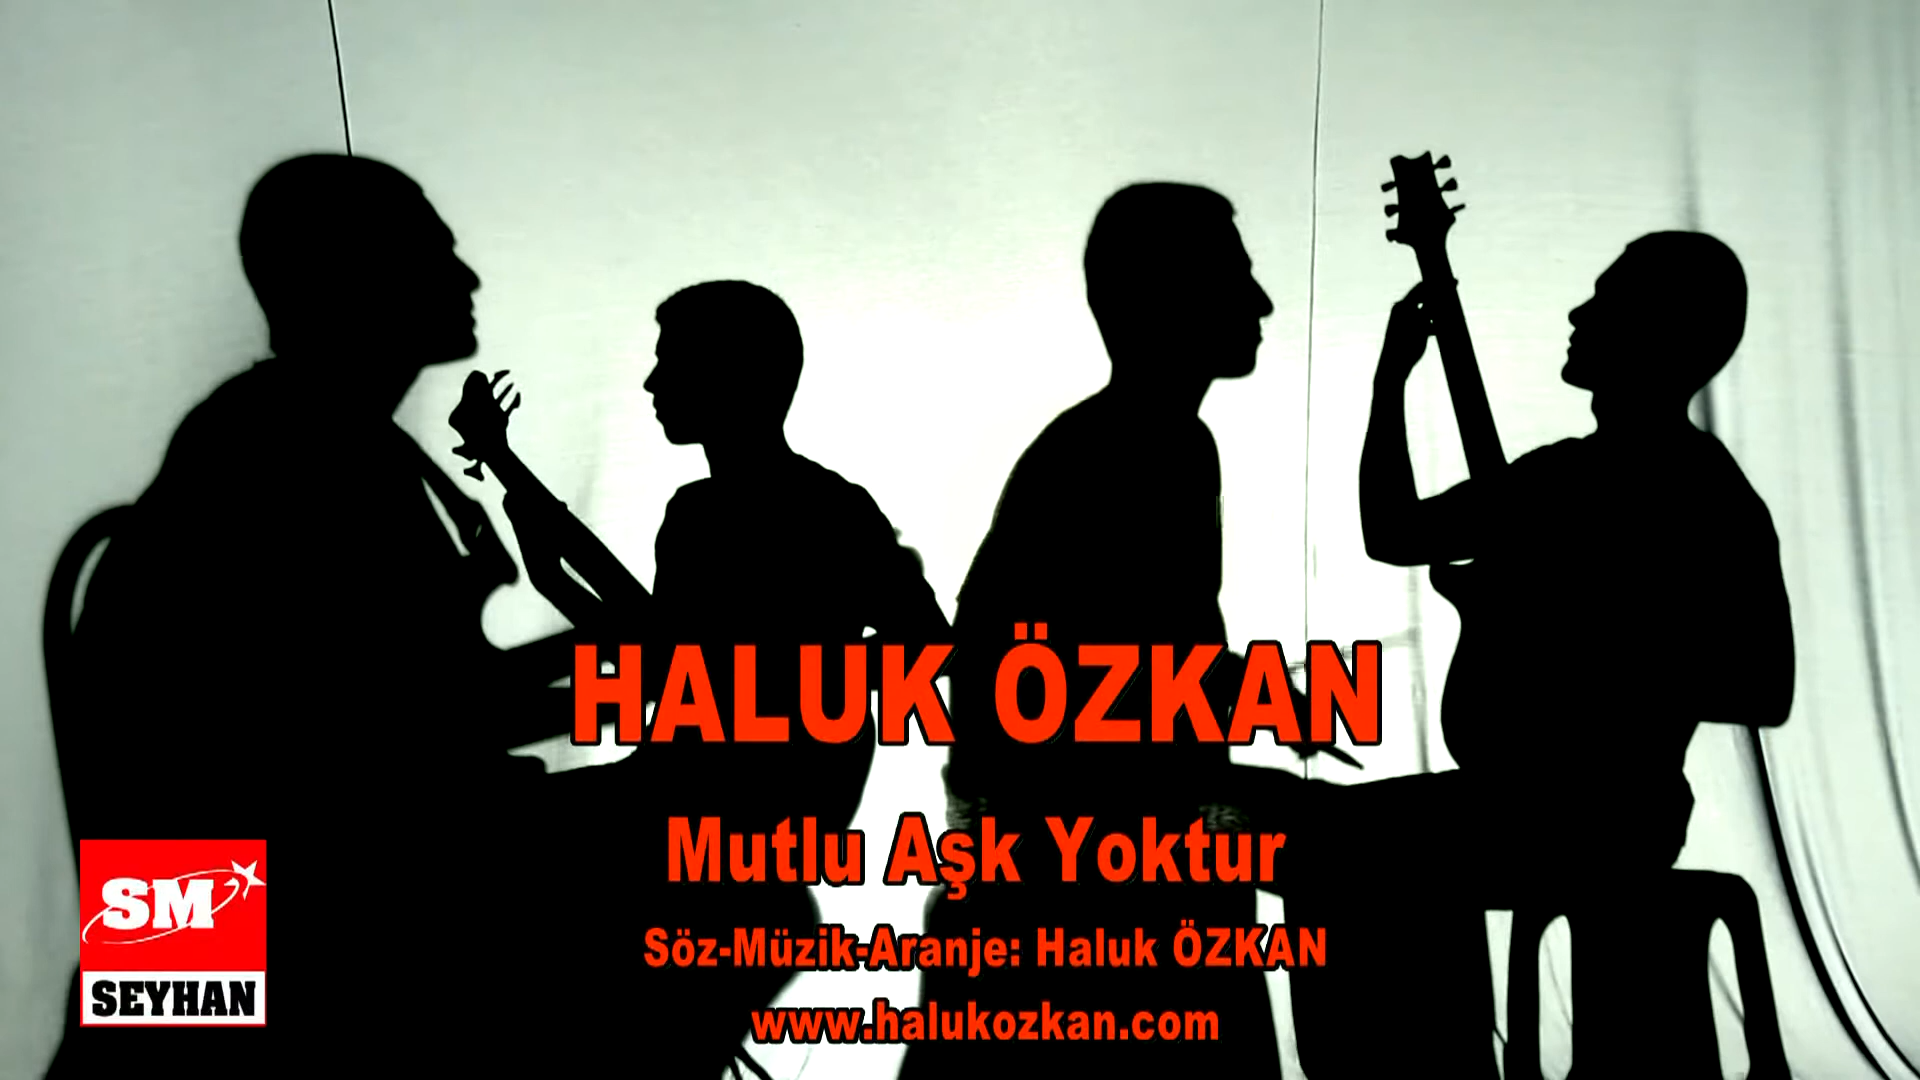 HALUK ÖZKAN
Mutlu Aşk Yoktur
Söz-Müzik-Aranje: Haluk ÖZKAN
www.halukozkan.com
SM
SEYHAN